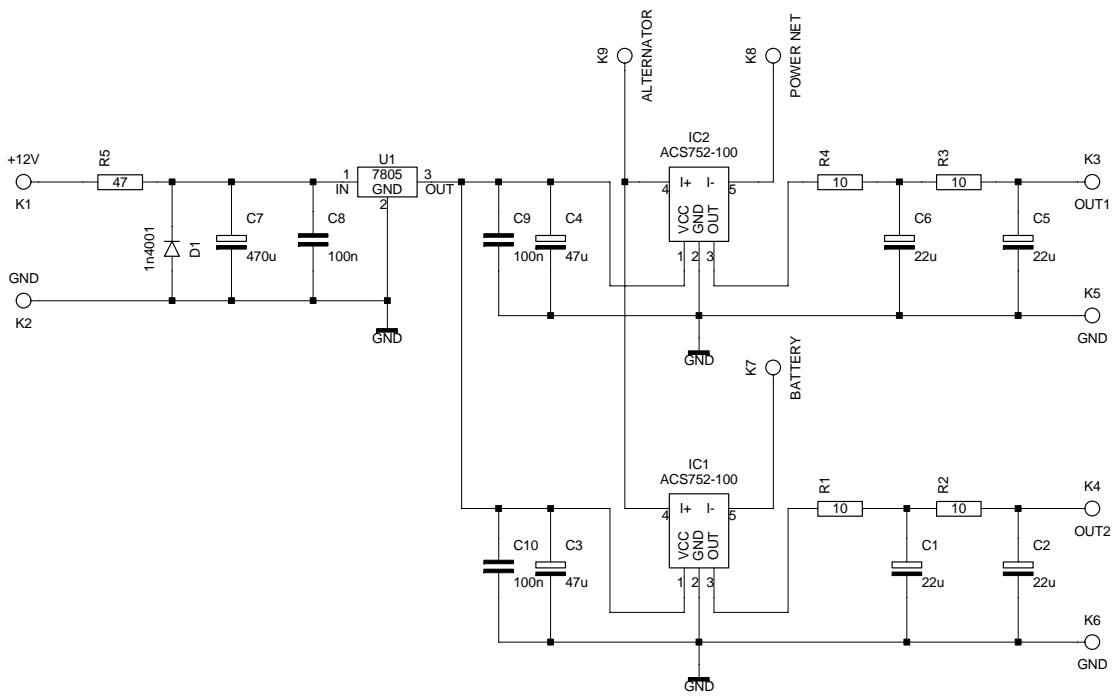 K9
ALTERNATOR
K8
POWER NET
+12V
K1
R5
47
U1
7805
GND
1
IN
2
3
OUT
IC2
ACS752-100
4
I+
I-
5
VCC
GND
OUT
1
2
3
R4
10
R3
10
K3
OUT1
1n4001
D1
C7
470u
C8
100n
C9
100n
C4
47u
C6
22u
C5
22u
GND
K2
GND
K5
GND
GND
K7
BATTERY
IC1
ACS752-100
4
I+
I-
5
VCC
GND
OUT
1
2
3
R1
10
R2
10
K4
OUT2
C10
100n
C3
47u
C1
22u
C2
22u
K6
GND
GND